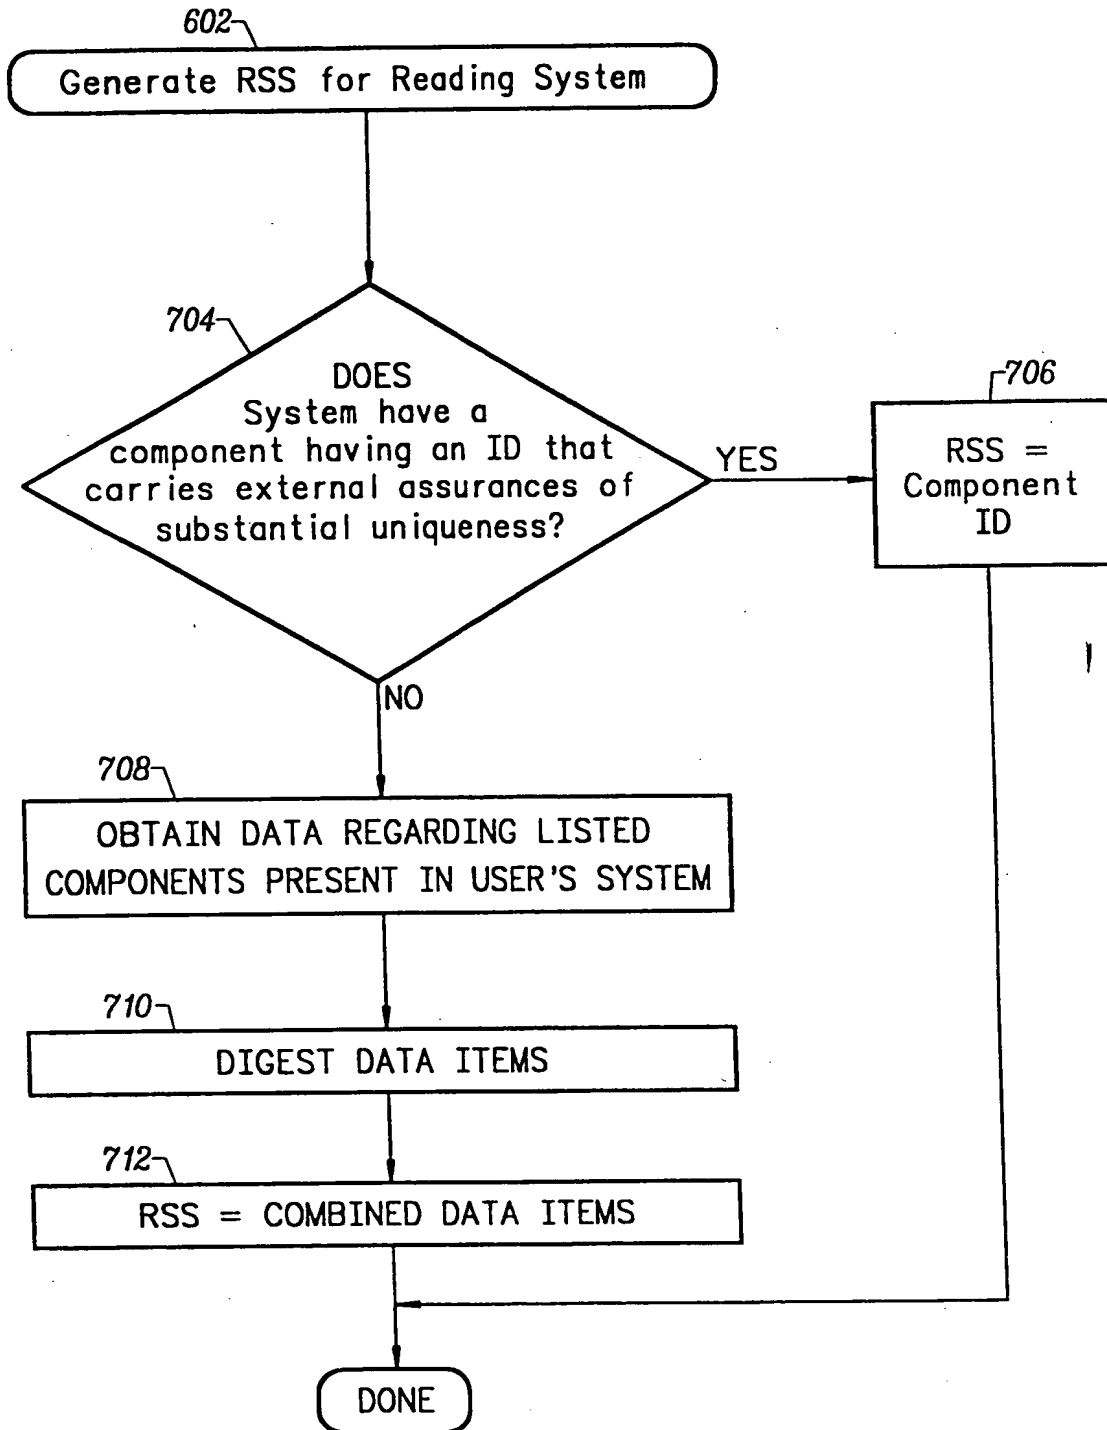 602
Generate RSS for Reading System
704
DOES
System have a
component having an ID that
carries external assurances of
substantial uniqueness?
YES
706
RSS =
Component
ID
NO
708
OBTAIN DATA REGARDING LISTED
COMPONENTS PRESENT IN USER'S SYSTEM
710
DIGEST DATA ITEMS
712
RSS = COMBINED DATA ITEMS
DONE